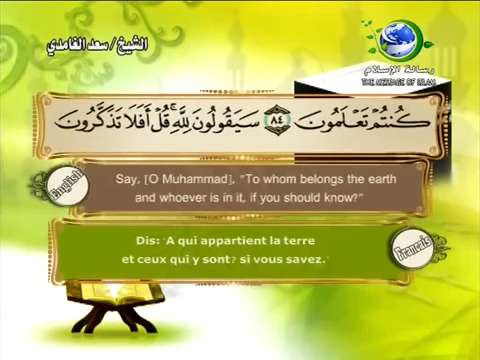 الشيخ / سعد الغامدي
رسالة الإسلام
THE MESSAGE OF ISLAM
كُنتُمْ تَعْلَمُونَ ٨٤ سَيَقُولُونَ لِلَّهِ ۚ قُلْ أَفَلَا تَذَكَّرُونَ
English
Say, [O Muhammad], "To whom belongs the earth
and whoever is in it, if you should know?"
Dis: "A qui appartient la terre
et ceux qui y sont? si vous savez."
Francais